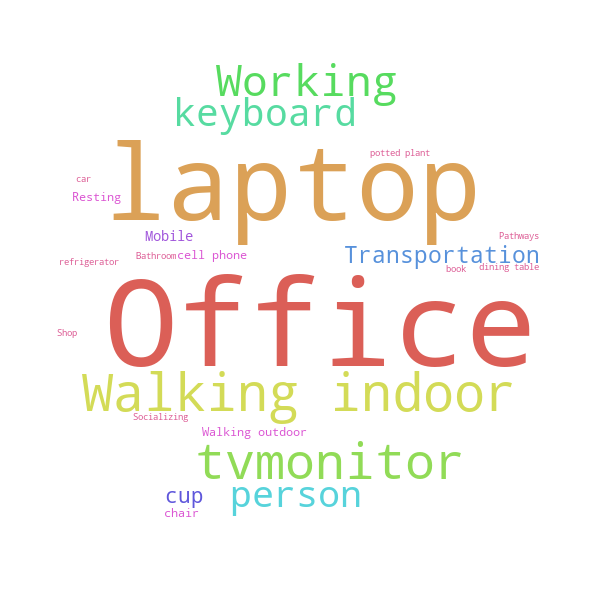 Working
keyboard
laptop
potted plant
car
Resting
Mobile
Pathways
Transportation
Bathroom
cell phone
refrigerator
book
dining table
Office
Shop
Walking indoor
Socializing
Walking outdoor
tvmonitor
person
cup
chair